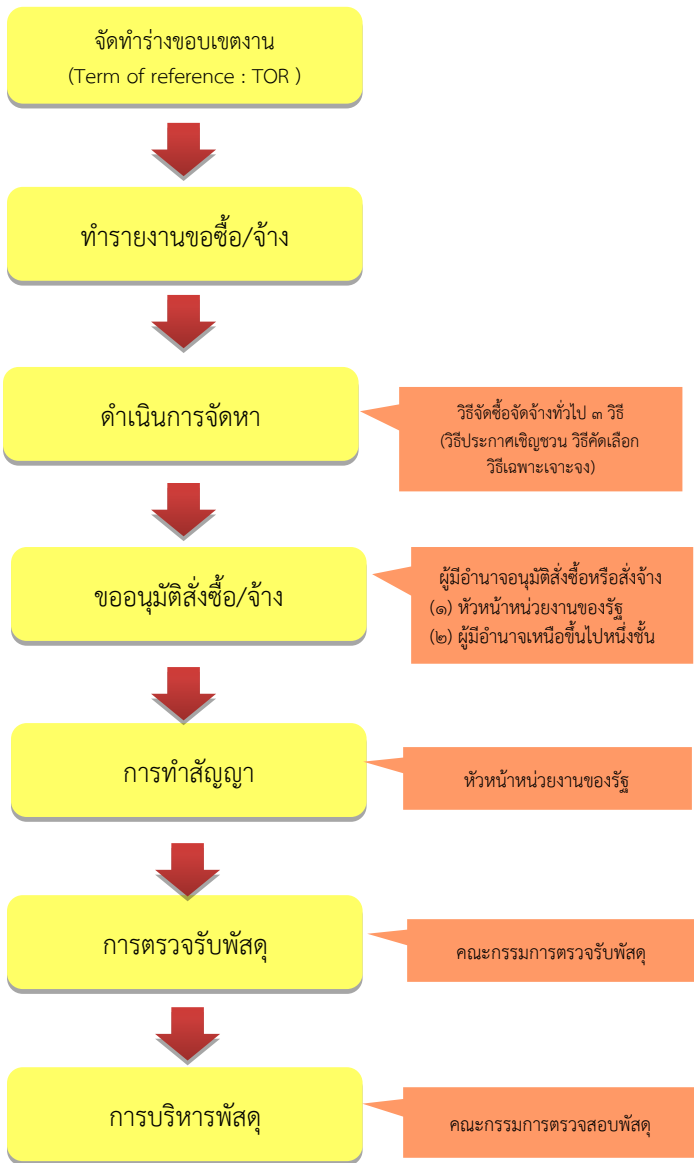 จัดทำร่างขอบเขตงาน
(Term of reference : TOR )
ทำรายงานขอซื้อ/จ้าง
ดำเนินการจัดหา
วิธีจัดซื้อจัดจ้างทั่วไป ๓ วิธี
(วิธีประกาศเชิญชวน วิธีคัดเลือก
วิธีเฉพาะเจาะจง)
ขออนุมัติสั่งซื้อ/จ้าง
ผู้มีอำนาจอนุมัติสั่งซื้อหรือสั่งจ้าง
(๑) หัวหน้าหน่วยงานของรัฐ
(๒) ผู้มีอำนาจเหนือขึ้นไปหนึ่งชั้น
การทำสัญญา
หัวหน้าหน่วยงานของรัฐ
การตรวจรับพัสดุ
คณะกรรมการตรวจรับพัสดุ
การบริหารพัสดุ
คณะกรรมการตรวจสอบพัสดุ